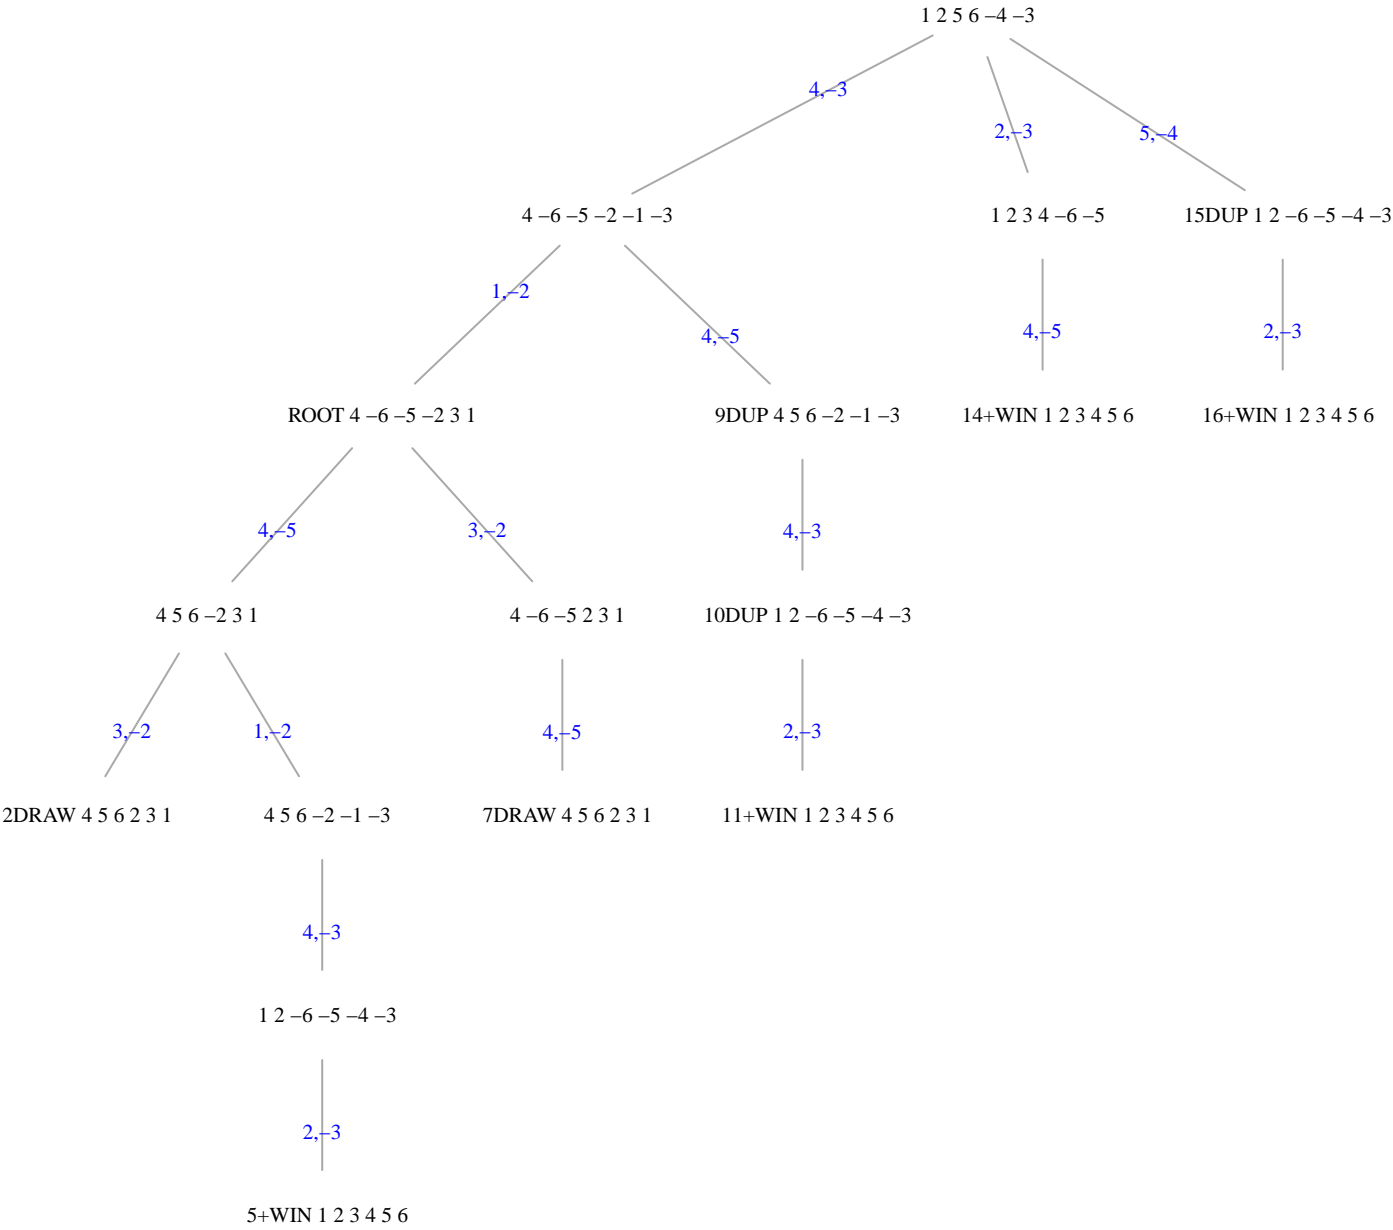 1 2 5 6 –4 –3
4,–3
2,–3
5,–4
4 –6 –5 –2 –1 –3
1 2 3 4 –6 –5
15DUP 1 2 –6 –5 –4 –3
1,–2
4,–5
4,–5
2,–3
ROOT 4 –6 –5 –2 3 1
9DUP 4 5 6 –2 –1 –3
14+WIN 1 2 3 4 5 6
16+WIN 1 2 3 4 5 6
4,–5
3,–2
4,–3
4 5 6 –2 3 1
4 –6 –5 2 3 1
10DUP 1 2 –6 –5 –4 –3
3,–2
1,–2
4,–5
2,–3
2DRAW 4 5 6 2 3 1
4 5 6 –2 –1 –3
7DRAW 4 5 6 2 3 1
11+WIN 1 2 3 4 5 6
4,–3
1 2 –6 –5 –4 –3
2,–3
5+WIN 1 2 3 4 5 6